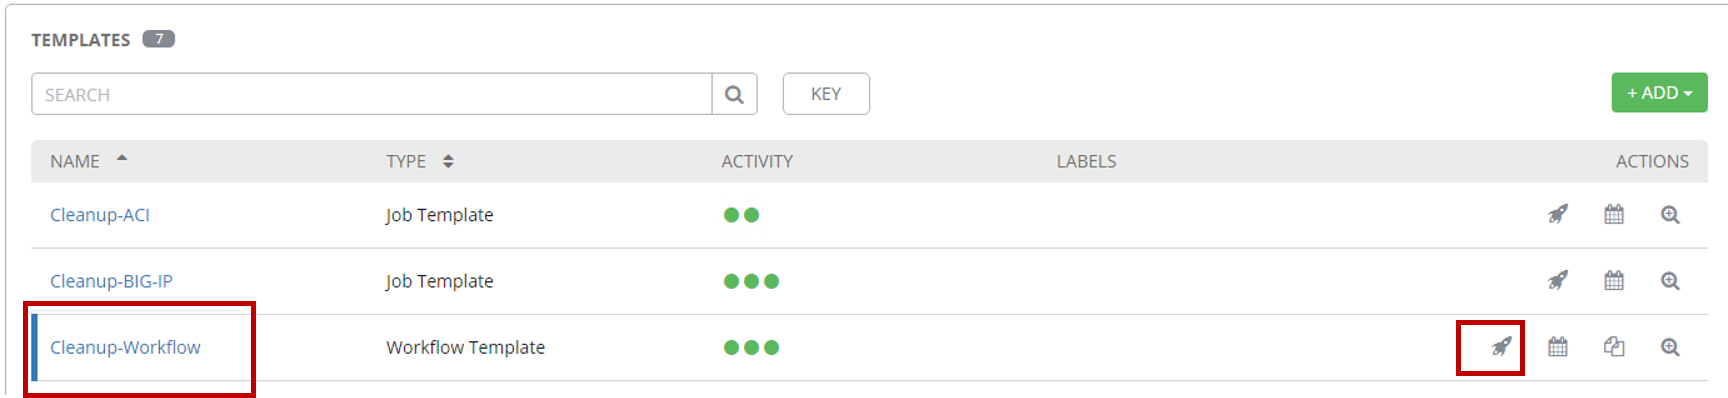 TEMPLATES 7
SEARCH KEY + ADD
NAME TYPE ACTIVITY LABELS ACTIONS
Cleanup-ACI Job Template
Cleanup-BIG-IP Job Template
Cleanup-Workflow Workflow Template